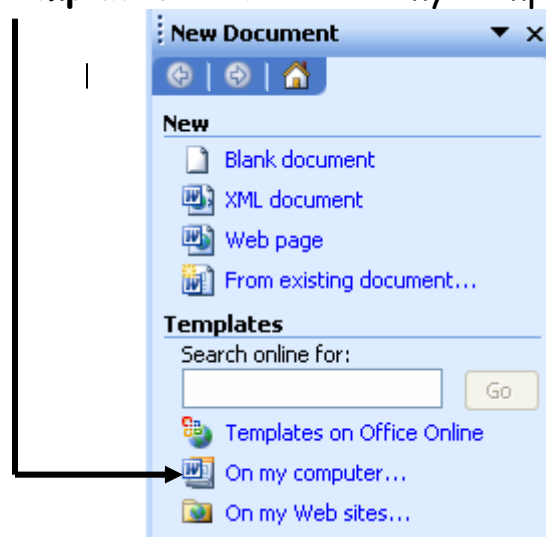 New Document
New
Blank document
XML document
Web page
From existing document...
Templates
Search online for:
Go
Templates on Office Online
On my computer...
On my Web sites...